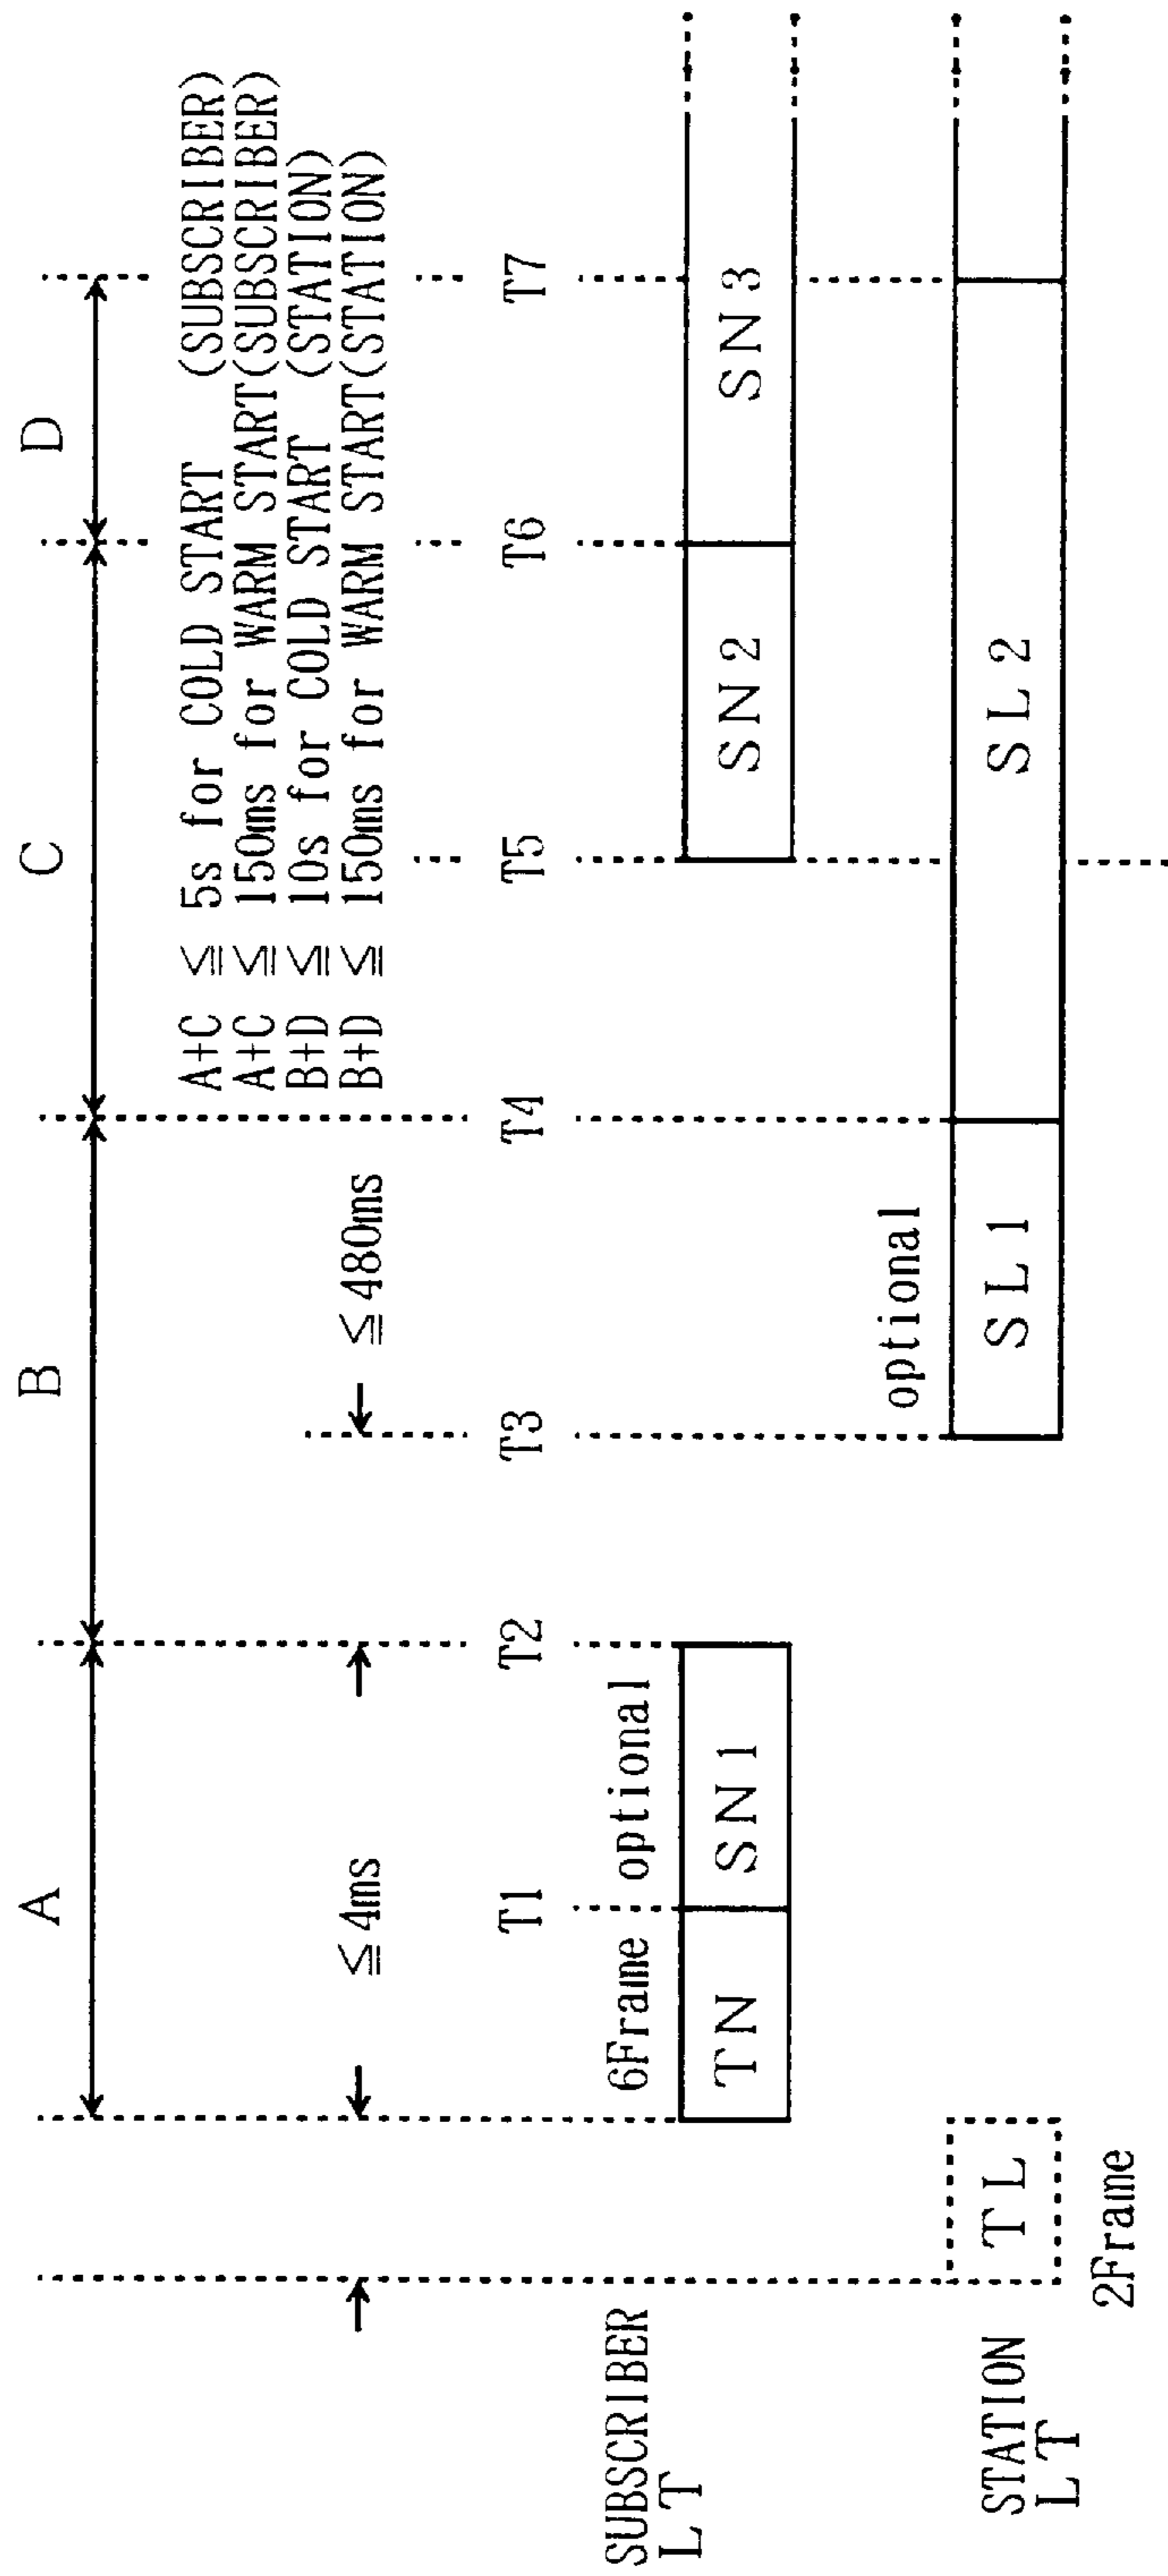 A
B
C
D
A+C ≦ 5s for COLD START (SUBSCRIBER)
A+C ≦ 150ms for WARM START(SUBSCRIBER)
B+D ≦ 10s for COLD START (STATION)
B+D ≦ 150ms for WARM START(STATION)
≦4ms
≦480ms
T1
T2
T3
T4
T5
T6
T7
6Frame optional
SUBSCRIBER
LT
TN
SN1
SN2
SN3
optional
STATION
LT
TL
SL1
SL2
2Frame